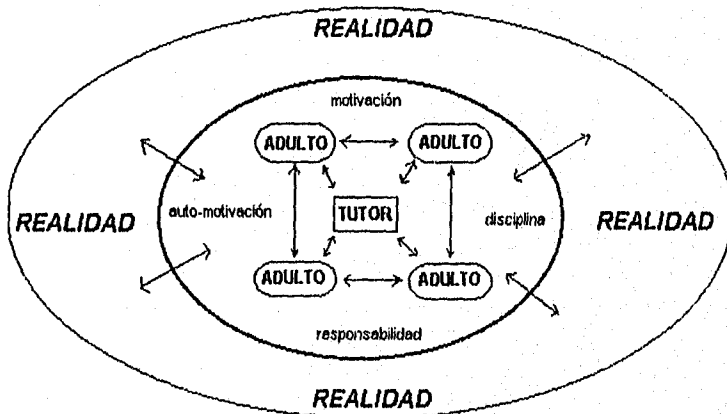 REALIDAD
motivación
ADULTO ADULTO
auto-motivación TUTOR disciplina
REALIDAD REALIDAD
ADULTO ADULTO
responsabilidad
REALIDAD